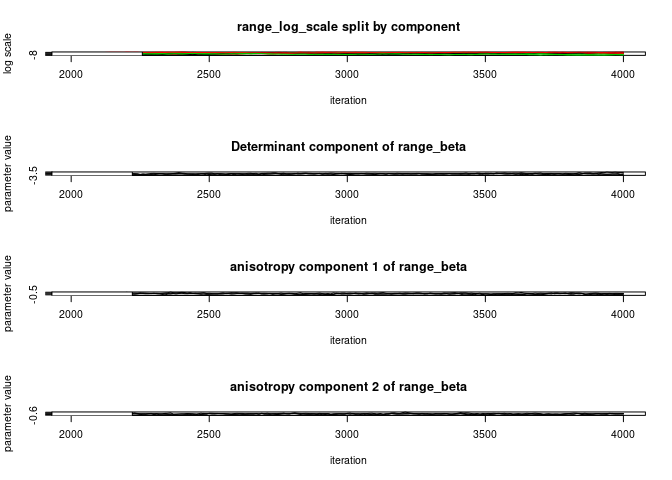 range_log_scale split by component
log scale
-8
2000 2500 3000 3500 4000
iteration
Determinant component of range_beta
parameter value
-3.5
2000 2500 3000 3500 4000
iteration
anisotropy component 1 of range_beta
parameter value
-0.5
2000 2500 3000 3500 4000
iteration
anisotropy component 2 of range_beta
parameter value
-0.6
2000 2500 3000 3500 4000
iteration